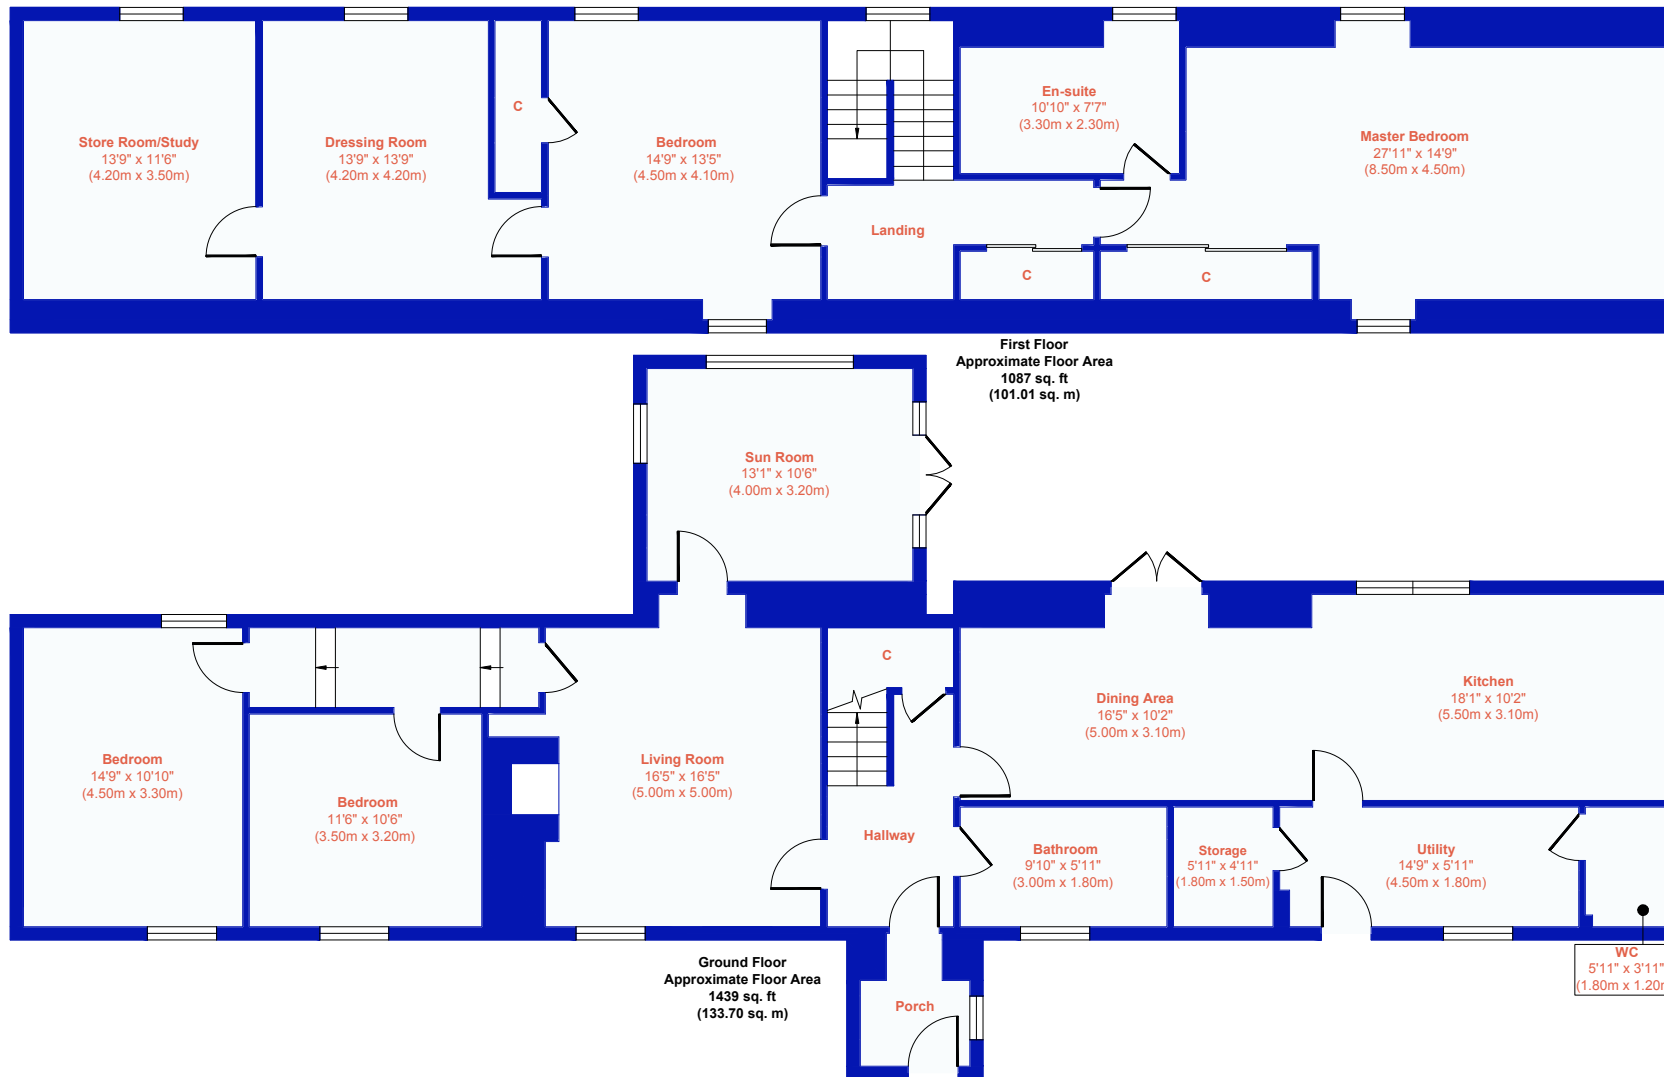 Store Room/Study
13'9" x 11'6"
(4.20m x 3.50m)
Dressing Room
13'9" x 13'9"
(4.20m x 4.20m)
C
Bedroom
14'9" x 13'5"
(4.50m x 4.10m)
En-suite
10'10" x 7'7"
(3.30m x 2.30m)
Master Bedroom
27'11" x 14'9"
(8.50m x 4.50m)
Landing
C
C
First Floor
Approximate Floor Area
1087 sq. ft
(101.01 sq. m)
Sun Room
13'1" x 10'6"
(4.00m x 3.20m)
C
Dining Area
16'5" x 10'2"
(5.00m x 3.10m)
Kitchen
18'1" x 10'2"
(5.50m x 3.10m)
Bedroom
14'9" x 10'10"
(4.50m x 3.30m)
Bedroom
11'6" x 10'6"
(3.50m x 3.20m)
Living Room
16'5" x 16'5"
(5.00m x 5.00m)
Hallway
Bathroom
9'10" x 5'11"
(3.00m x 1.80m)
Storage
5'11" x 4'11"
(1.80m x 1.50m)
Utility
14'9" x 5'11"
(4.50m x 1.80m)
WC
5'11" x 3'11"
(1.80m x 1.20m
Ground Floor
Approximate Floor Area
1439 sq. ft
(133.70 sq. m)
Porch